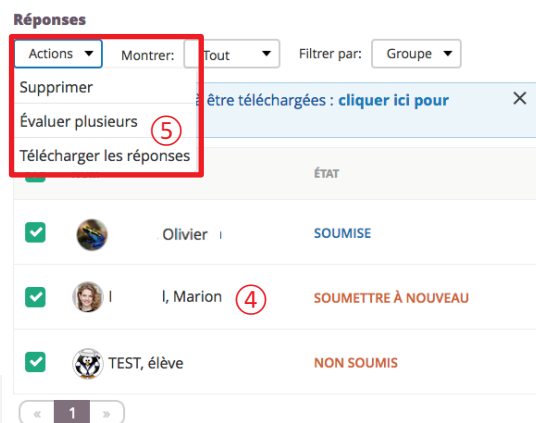 Réponses
Actions Montrer: Tout Filtrer par: Groupe
Supprimer
être téléchargées : cliquer ici pour
Évaluer plusieurs ⑤
Télécharger les réponses
ÉTAT
Olivier SOUMISE
l, Marion ④ SOUMETTRE À NOUVEAU
TEST, élève NON SOUMIS
« 1 »